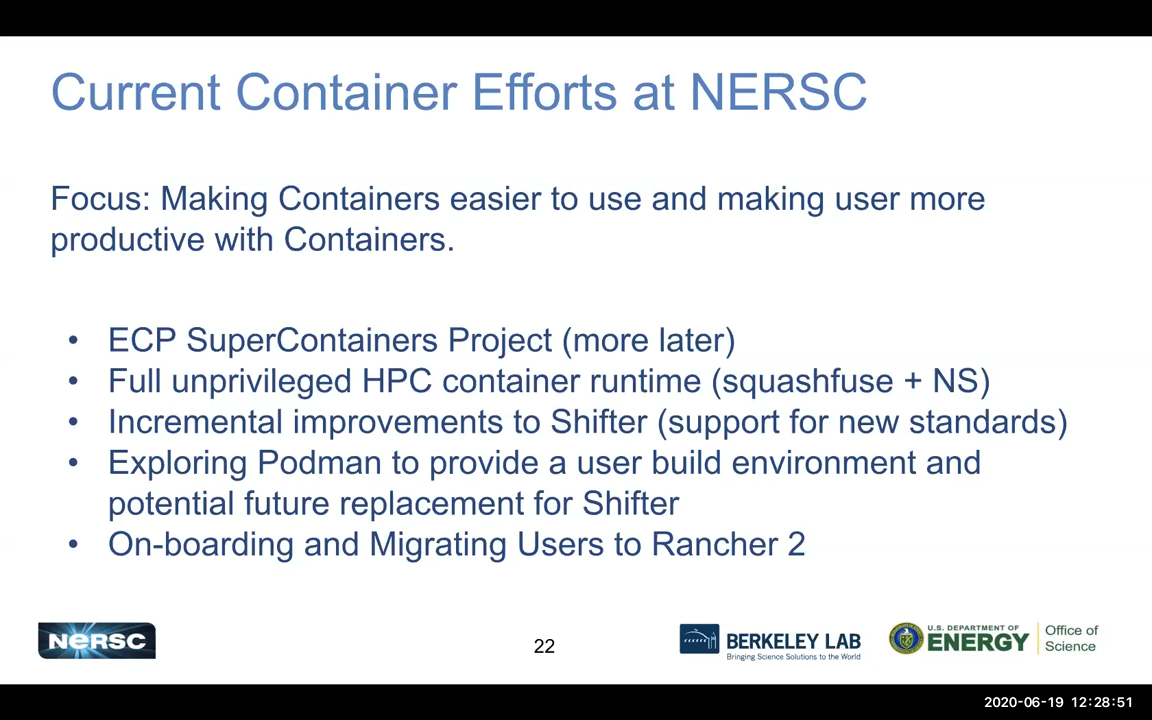 Current Container Efforts at NERSC
Focus: Making Containers easier to use and making user more
productive with Containers.
• ECP SuperContainers Project (more later)
• Full unprivileged HPC container runtime (squashfuse + NS)
• Incremental improvements to Shifter (support for new standards)
• Exploring Podman to provide a user build environment and
potential future replacement for Shifter
• On-boarding and Migrating Users to Rancher 2
NERSC
22
BERKELEY LAB
Bringing Science Solutions to the World
U.S. DEPARTMENT OF
ENERGY
Office of
Science
2020-06-19 12:28:51